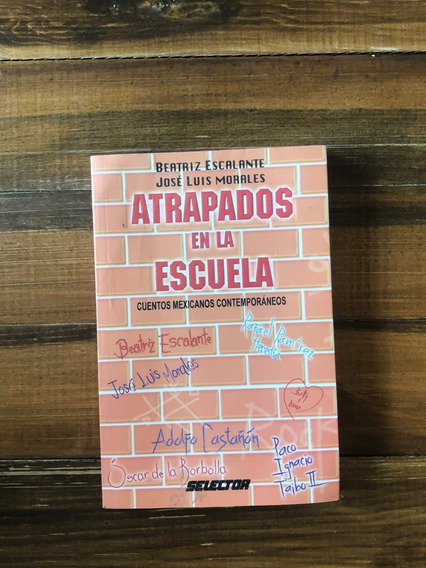 BEATRIZ ESCALANTE
JOSÉ LUIS MORALES
ATRAPADOS
EN LA
ESCUELA
CUENTOS MEXICANOS CONTEMPORÁNEOS
Beatriz Escalante
Rafael Ramírez
Heredia
José Luis Morales
Adolfo Castañón
Óscar de la Borbolla
Paco
Ignacio
Taibo II
SELECTOR